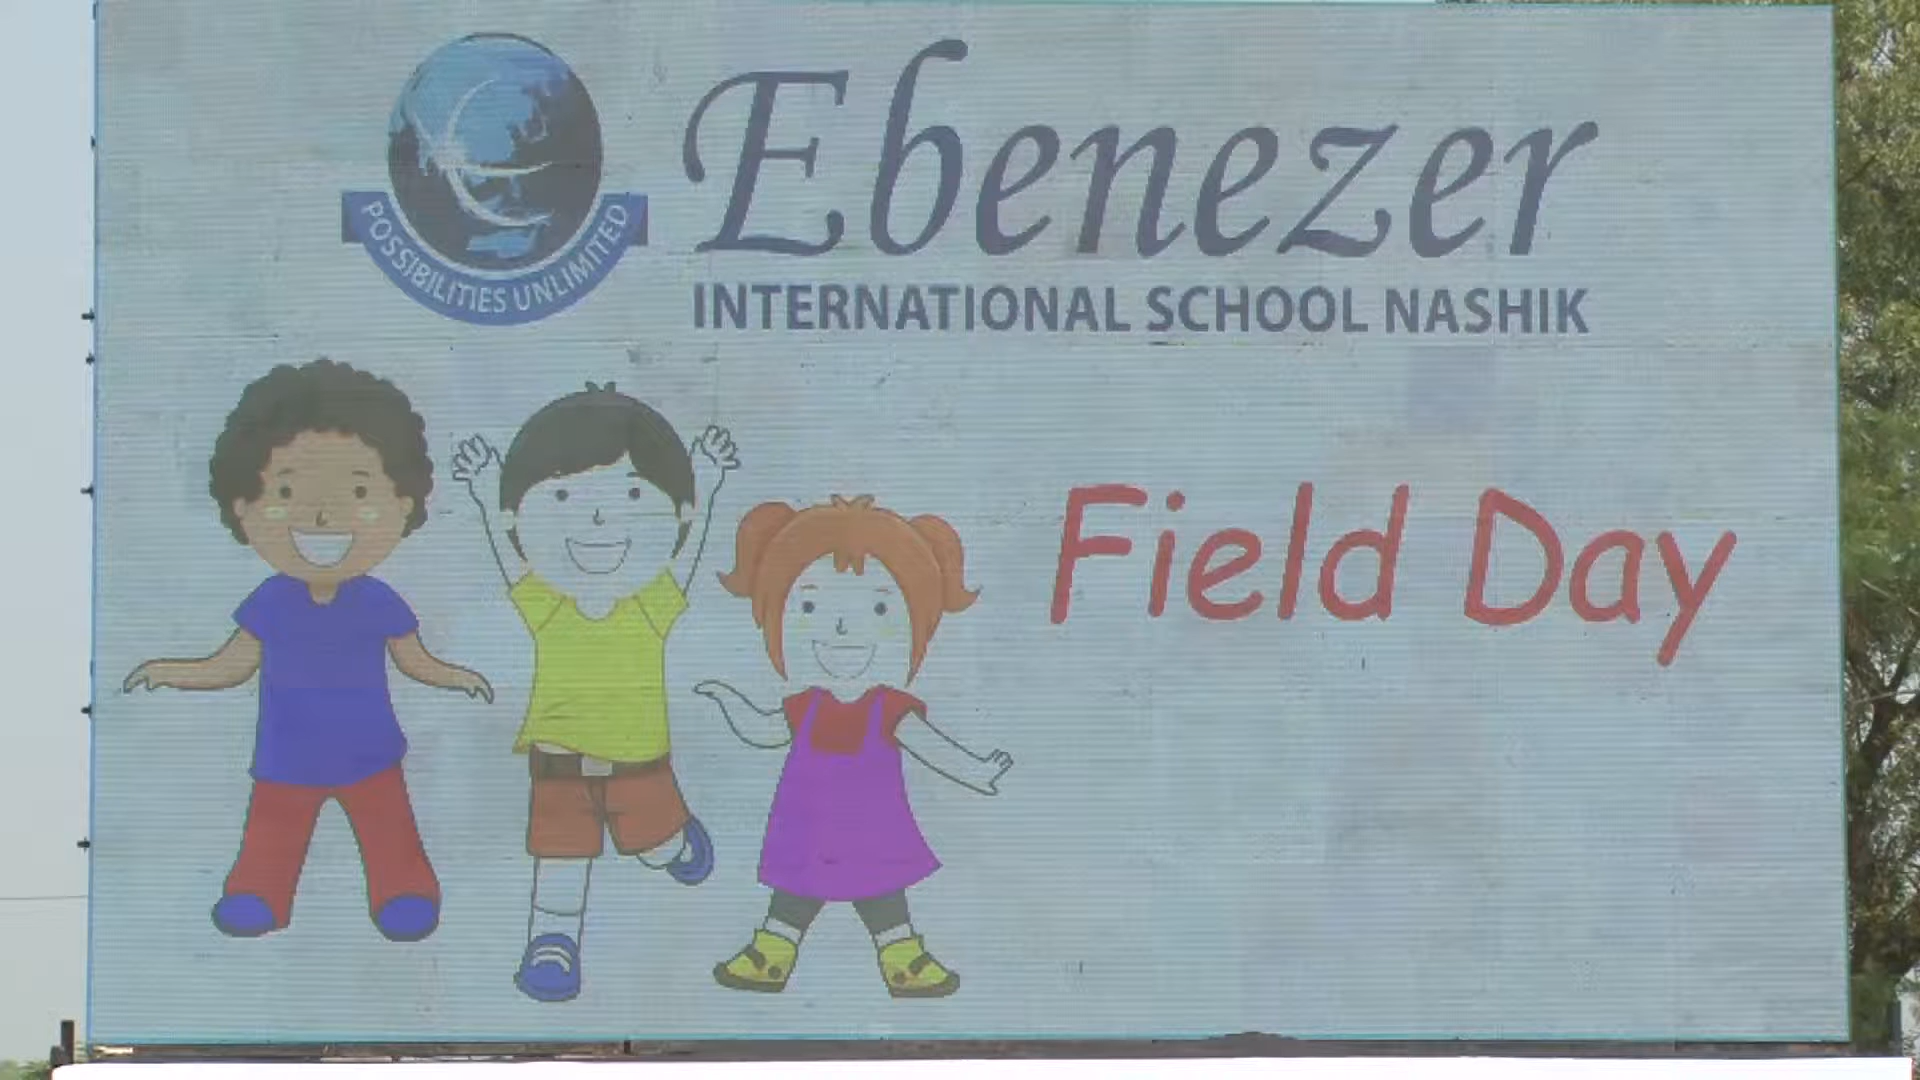 POSSIBILITIES UNLIMITED
Ebenezer
INTERNATIONAL SCHOOL NASHIK
Field Day